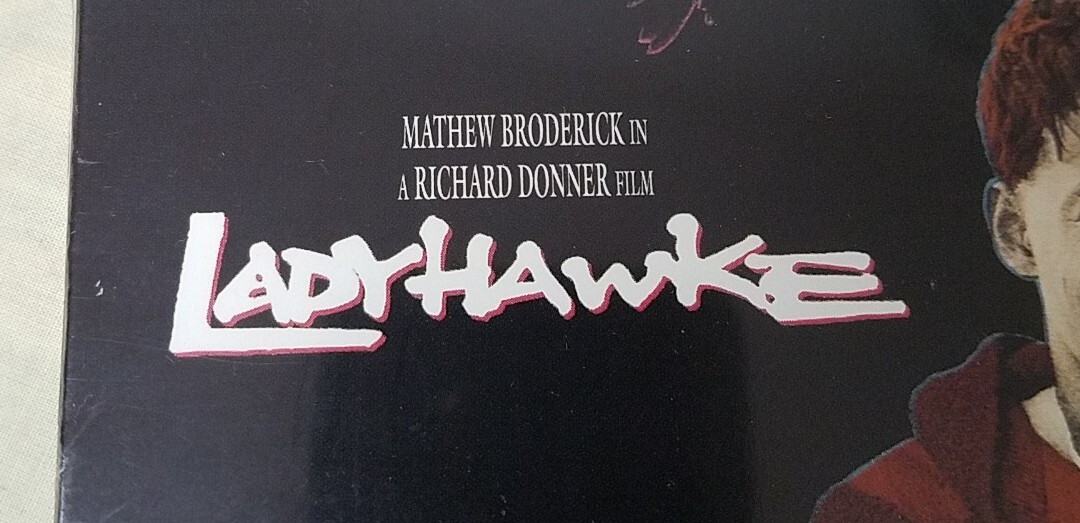 MATHEW BRODERICK IN
A RICHARD DONNER FILM
LADYHAWKE